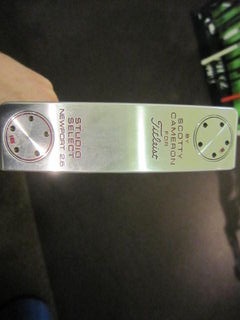 STUDIO
SELECT
NEWPORT 2.6
BY
SCOTTY
CAMERON
FOR
Titleist